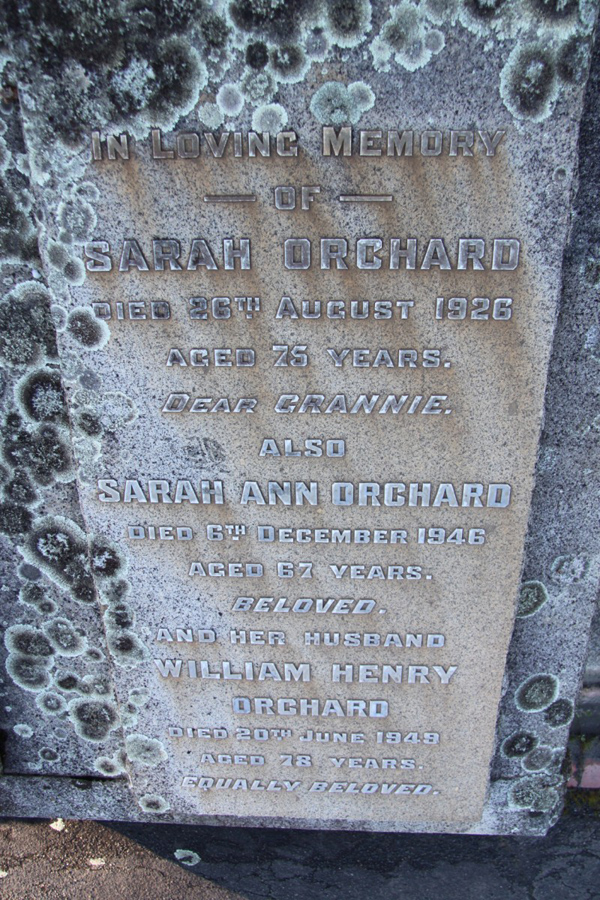 IN LOVING MEMORY
— OF —
SARAH ORCHARD
DIED 26TH AUGUST 1926
AGED 75 YEARS.
DEAR GRANNIE.
ALSO
SARAH ANN ORCHARD
DIED 6TH DECEMBER 1946
AGED 67 YEARS.
BELOVED.
AND HER HUSBAND
WILLIAM HENRY
ORCHARD
DIED 20TH JUNE 1949
AGED 78 YEARS.
EQUALLY BELOVED.